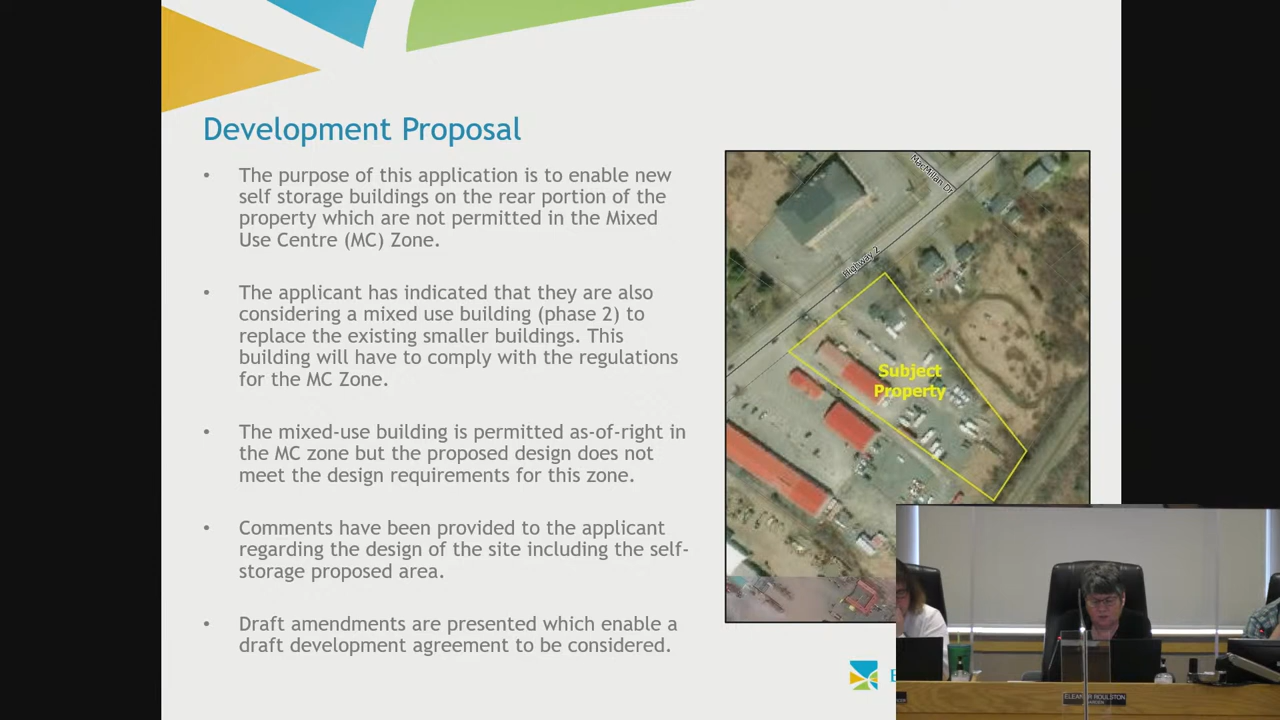 Development Proposal
• The purpose of this application is to enable new
self storage buildings on the rear portion of the
property which are not permitted in the Mixed
Use Centre (MC) Zone.
• The applicant has indicated that they are also
considering a mixed use building (phase 2) to
replace the existing smaller buildings. This
building will have to comply with the regulations
for the MC Zone.
• The mixed-use building is permitted as-of-right in
the MC zone but the proposed design does not
meet the design requirements for this zone.
• Comments have been provided to the applicant
regarding the design of the site including the self-
storage proposed area.
• Draft amendments are presented which enable a
draft development agreement to be considered.
MacMillan Dr
Highway 2
Subject
Property
E
ELEANOR ROULSTON
WARDEN